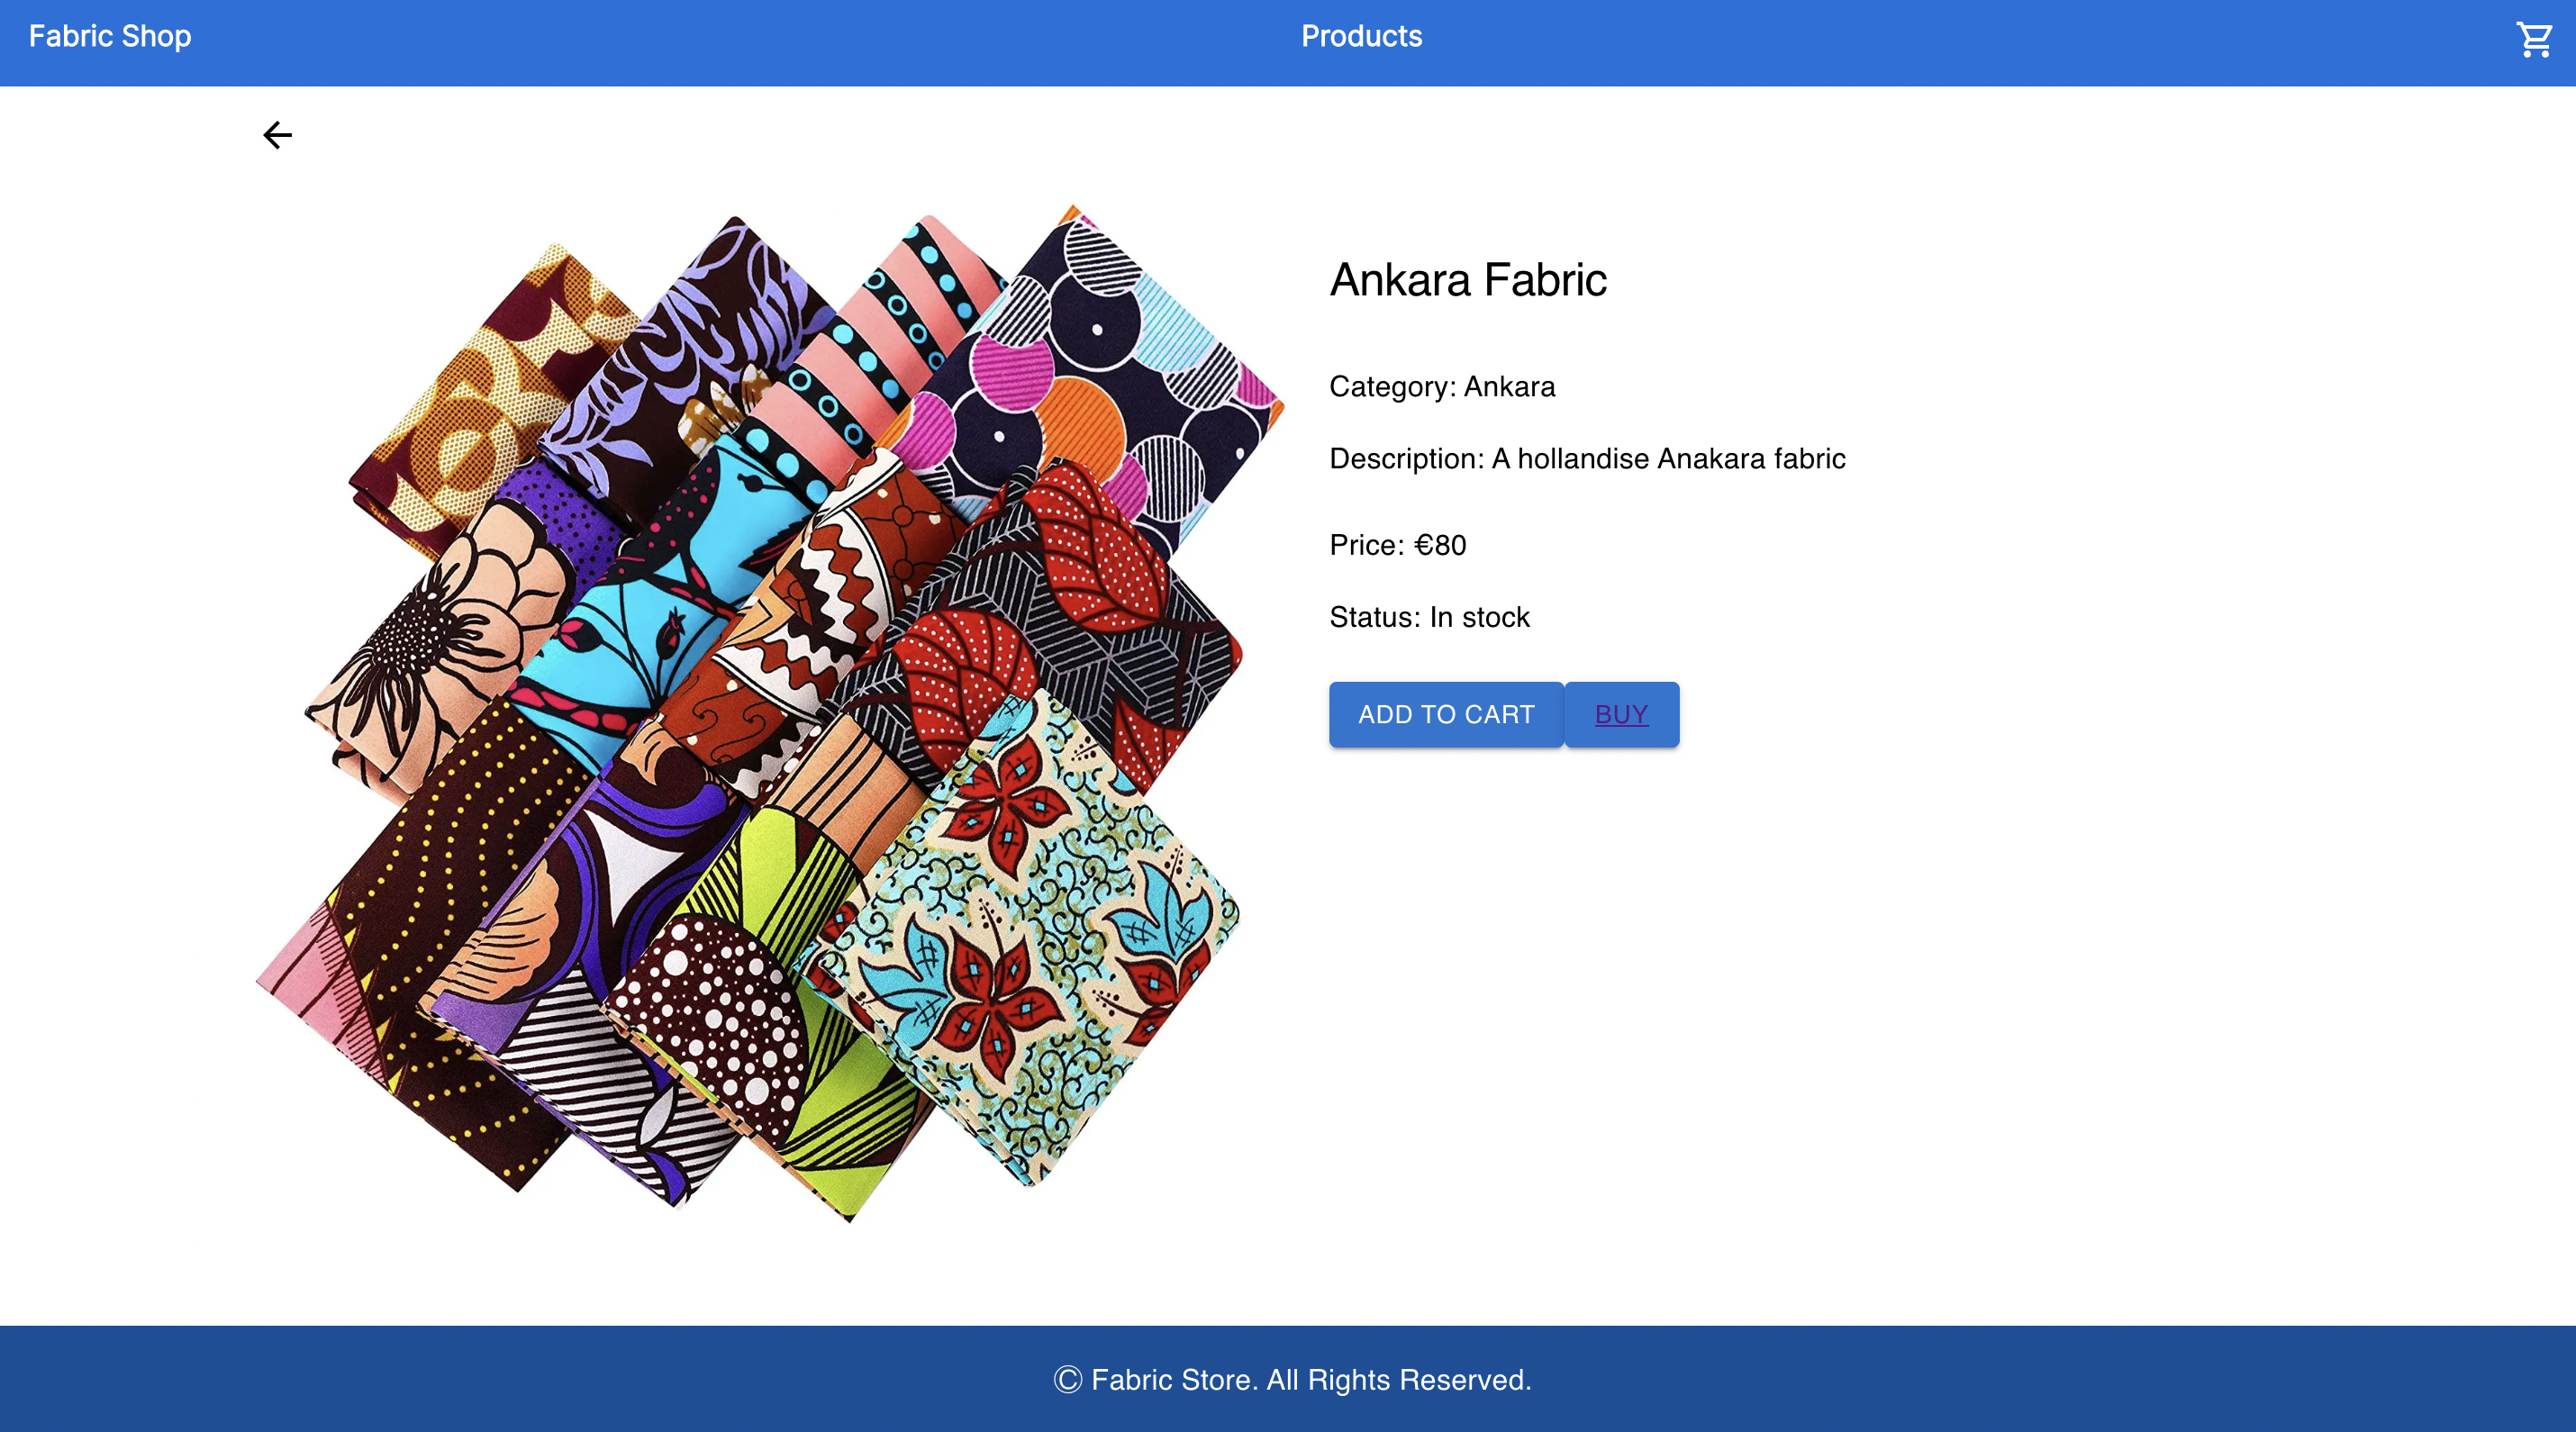 Fabric Shop
Products
Ankara Fabric
Category: Ankara
Description: A hollandise Anakara fabric
Price: €80
Status: In stock
ADD TO CART
BUY
© Fabric Store. All Rights Reserved.